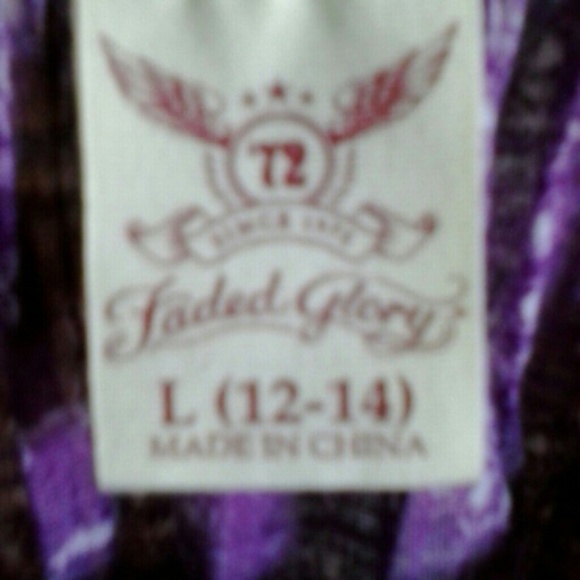 72
SINCE 1972
Faded Glory
L (12-14)
MADE IN CHINA